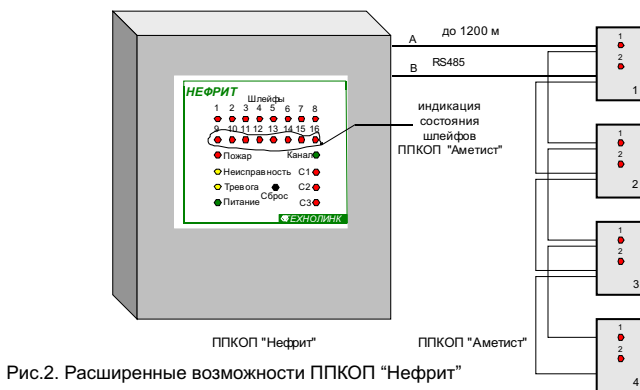 А
до 1200 м
В
RS485
НЕФРИТ
Шлейфы
1 2 3 4 5 6 7 8
9 10 11 12 13 14 15 16
Пожар Канал
Неисправность С1
Тревога С2
Сброс
Питание С3
ТЕХНОЛИНК
индикация
состояния
шлейфов
ППКОП "Аметист"
1
2
1
1
2
2
1
2
3
1
2
4
ППКОП "Нефрит"
ППКОП "Аметист"
Рис.2. Расширенные возможности ППКОП “Нефрит”